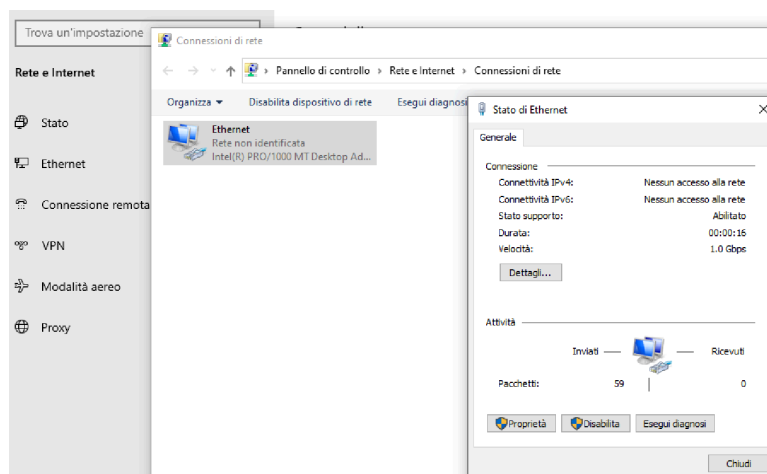 Trova un'impostazione
Rete e Internet
Stato
Ethernet
Connessione remota
VPN
Modalità aereo
Proxy
Connessioni di rete
Pannello di controllo › Rete e Internet › Connessioni di rete
Organizza Disabilita dispositivo di rete Esegui diagnosi
Ethernet
Rete non identificata
Intel(R) PRO/1000 MT Desktop Ad...
Stato di Ethernet
Generale
Connessione
Connettività IPv4: Nessun accesso alla rete
Connettività IPv6: Nessun accesso alla rete
Stato supporto: Abilitato
Durata: 00:00:16
Velocità: 1.0 Gbps
Dettagli...
Attività
Inviati Ricevuti
Pacchetti: 59 0
Proprietà Disabilita Esegui diagnosi
Chiudi